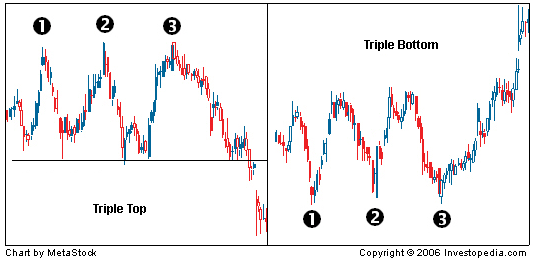 1 2 3
Triple Top
Triple Bottom
1 2 3
Chart by MetaStock
Copyright © 2006 Investopedia.com